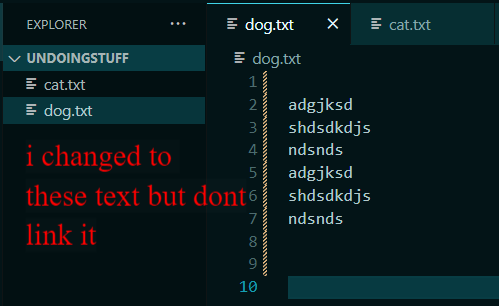 EXPLORER ...
UNDOINGSTUFF
cat.txt
dog.txt
i changed to
these text but dont
link it
dog.txt × cat.txt
dog.txt
1
2 adgjksd
3 shdsdkdjs
4 ndsnds
5 adgjksd
6 shdsdkdjs
7 ndsnds
8
9
10